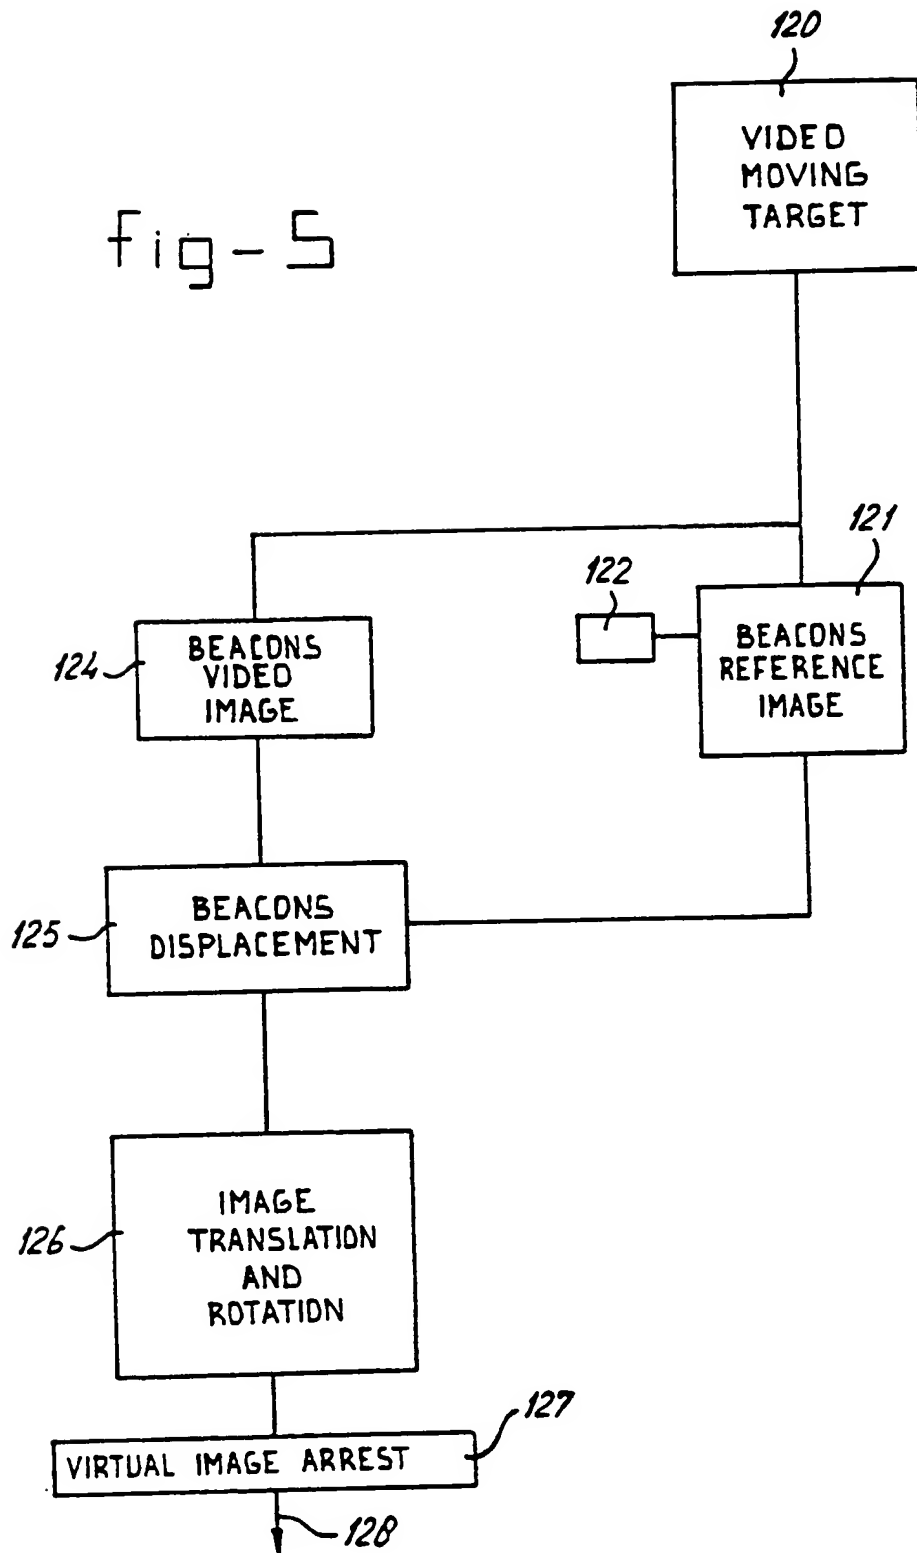 120
VIDEO
MOVING
TARGET
fig-5
121
122
BEACONS
REFERENCE
IMAGE
124
BEACONS
VIDEO
IMAGE
125
BEACONS
DISPLACEMENT
126
IMAGE
TRANSLATION
AND
ROTATION
127
VIRTUAL IMAGE ARREST
128